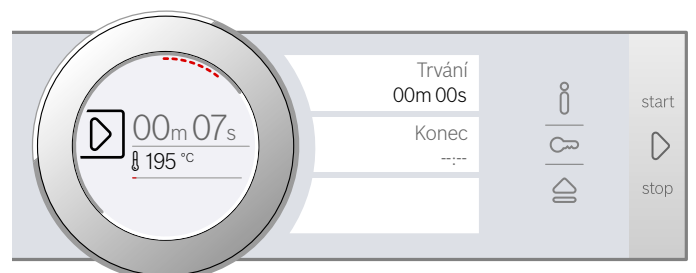 00m 07s
195 °C
Trvání
00m 00s
Konec
--:--
start
stop